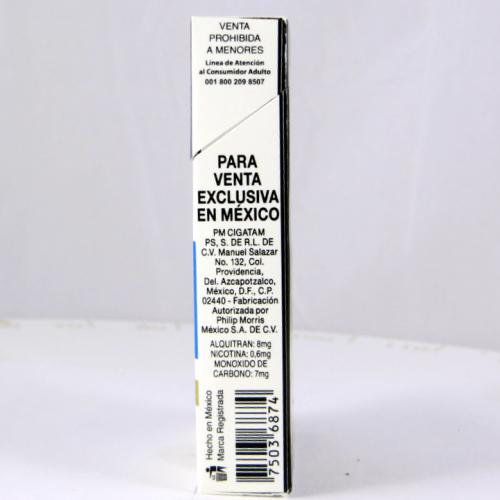 VENTA
PROHIBIDA
A MENORES
Línea de Atención
al Consumidor Adulto
001 800 209 8507
PARA
VENTA
EXCLUSIVA
EN MÉXICO
PM CIGATAM
PS, S. DE R.L. DE
C.V. Manuel Salazar
No. 132, Col.
Providencia,
Del. Azcapotzalco,
México, D.F., C.P.
02440 - Fabricación
Autorizada por
Philip Morris
México S.A. DE C.V.
ALQUITRAN: 8mg
NICOTINA: 0,6mg
MONOXIDO DE
CARBONO: 7mg
Hecho en México
Marca Registrada
75036874